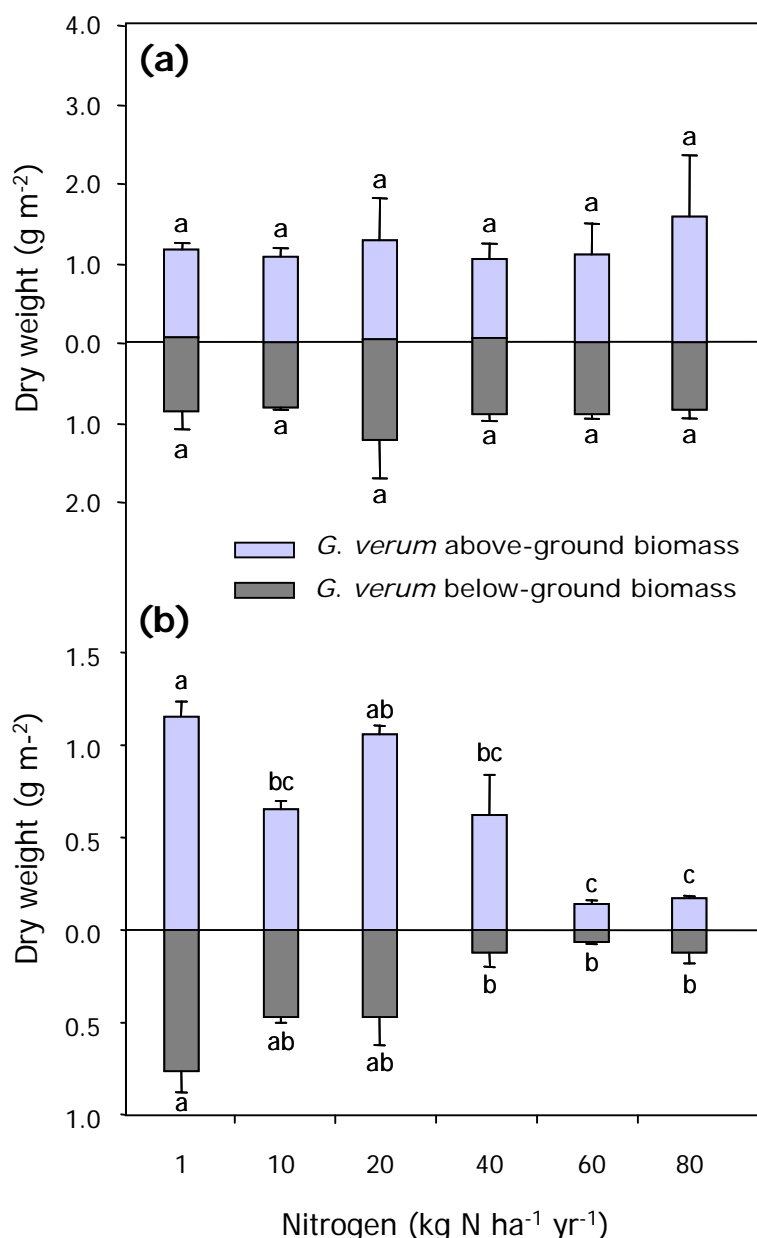 4.0
(a)
3.0
a
2.0
a
a
a
a
a
1.0
0.0
1.0
a
a
a
a
a
a
2.0
Dry weight (g m-2)
G. verum above-ground biomass
G. verum below-ground biomass
(b)
1.5
a
ab
bc
bc
1.0
0.5
c
c
0.0
b
b
b
0.5
ab
ab
a
1.0
Dry weight (g m-2)
1 10 20 40 60 80
Nitrogen (kg N ha-1 yr-1)